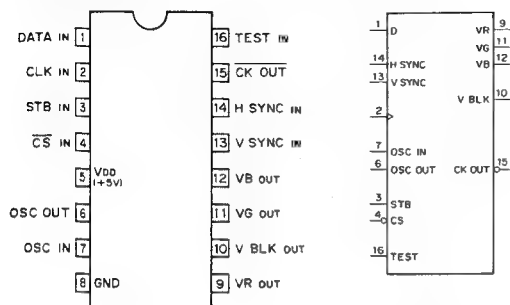 DATA IN 1
CLK IN 2
STB IN 3
CS IN 4
5 VDD (+5V)
OSC OUT 6
OSC IN 7
8 GND
16 TEST IN
15 CK OUT
14 H SYNC IN
13 V SYNC IN
12 VB OUT
11 VG OUT
10 V BLK OUT
9 VR OUT
1 D
14 H SYNC
13 V SYNC
2
7 OSC IN
6 OSC OUT
3 STB
4 CS
16 TEST
VR 9
VG 11
VB 12
V BLK 10
CK OUT 15